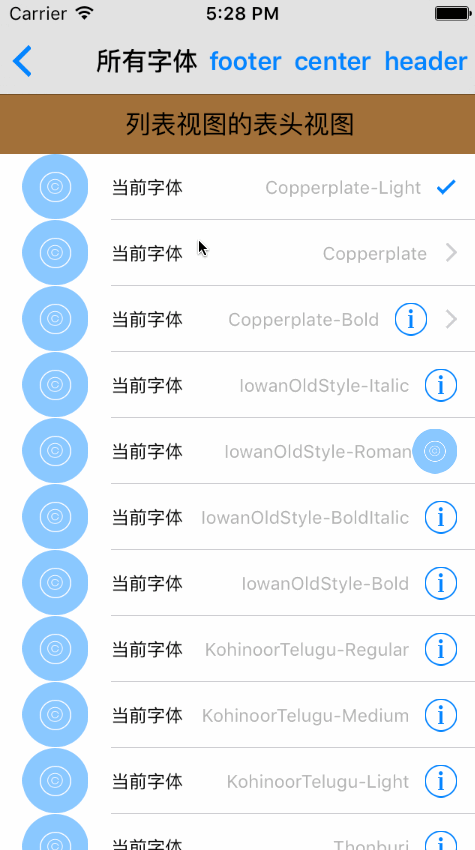 Carrier 5:28 PM
所有字体 footer center header
列表视图的表头视图
当前字体 Copperplate-Light
当前字体 Copperplate
当前字体 Copperplate-Bold
当前字体 IowanOldStyle-Italic
当前字体 IowanOldStyle-Roman
当前字体 IowanOldStyle-BoldItalic
当前字体 IowanOldStyle-Bold
当前字体 KohinoorTelugu-Regular
当前字体 KohinoorTelugu-Medium
当前字体 KohinoorTelugu-Light
当前字体 Thonburi